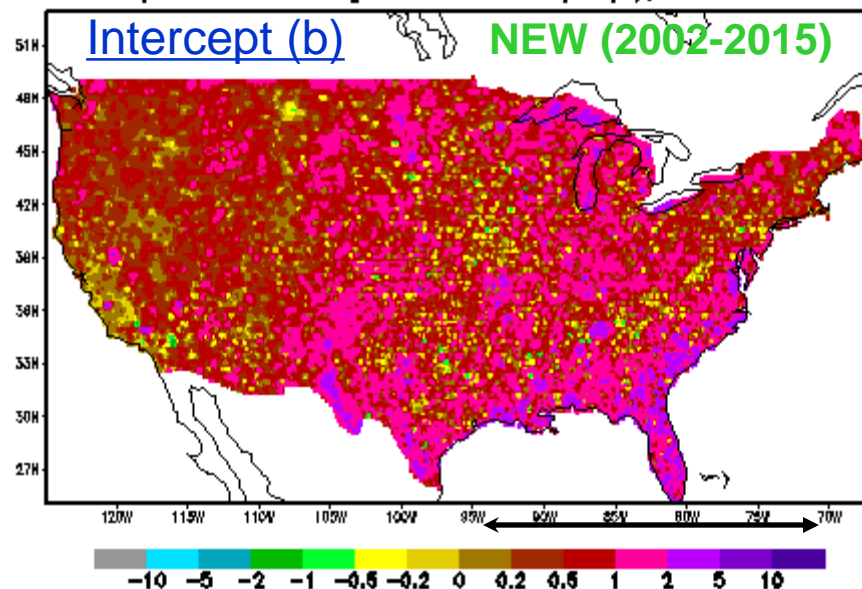 Intercept (b) NEW (2002-2015)
51N
48N
45N
42N
39N
36N
33N
30N
27N
120W 115W 110W 105W 100W 95W 90W 85W 80W 75W 70W
-10 -5 -2 -1 -0.5 -0.2 0 0.2 0.5 1 2 5 10